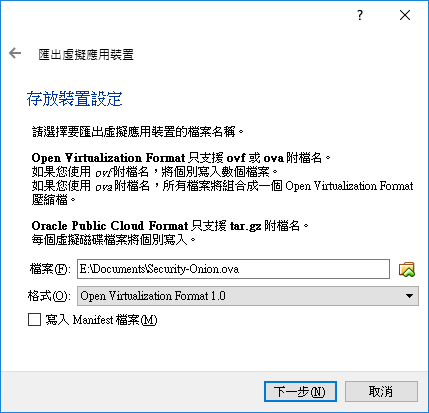 ?
匯出虛擬應用裝置
存放裝置設定
請選擇要匯出虛擬應用裝置的檔案名稱。
Open Virtualization Format 只支援 ovf 或 ova 附檔名。
如果您使用 ovf附檔名，將個別寫入數個檔案。
如果您使用 ova 附檔名，所有檔案將組合成一個 Open Virtualization Format
壓縮檔。
Oracle Public Cloud Format 只支援 tar.gz 附檔名。
每個虛擬磁碟檔案將個別寫入。
檔案(F): E:\Documents\Security-Onion.ova
格式(O): Open Virtualization Format 1.0
寫入 Manifest 檔案(M)
下一步(N) 取消